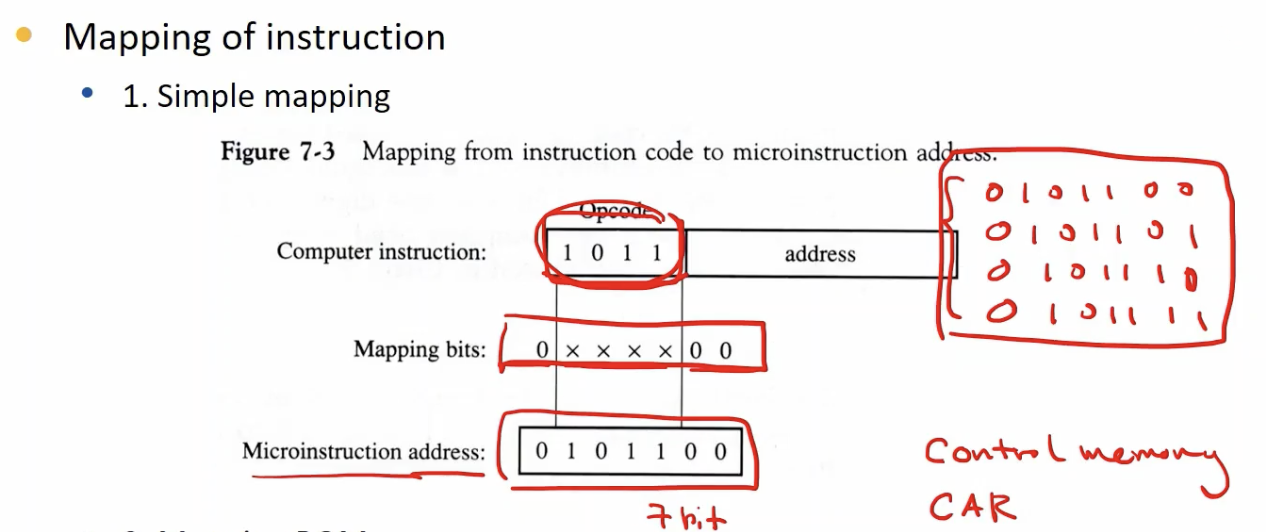 Mapping of instruction
1. Simple mapping
Figure 7-3 Mapping from instruction code to microinstruction address.
0 1 0 1 1 0 0
Opcode
0 1 0 1 1 0 1
Computer instruction: 1 0 1 1 address
0 1 0 1 1 1 0
0 1 0 1 1 1 1
Mapping bits: 0 × × × × 0 0
Microinstruction address: 0 1 0 1 1 0 0
Control memory
CAR
7 bit